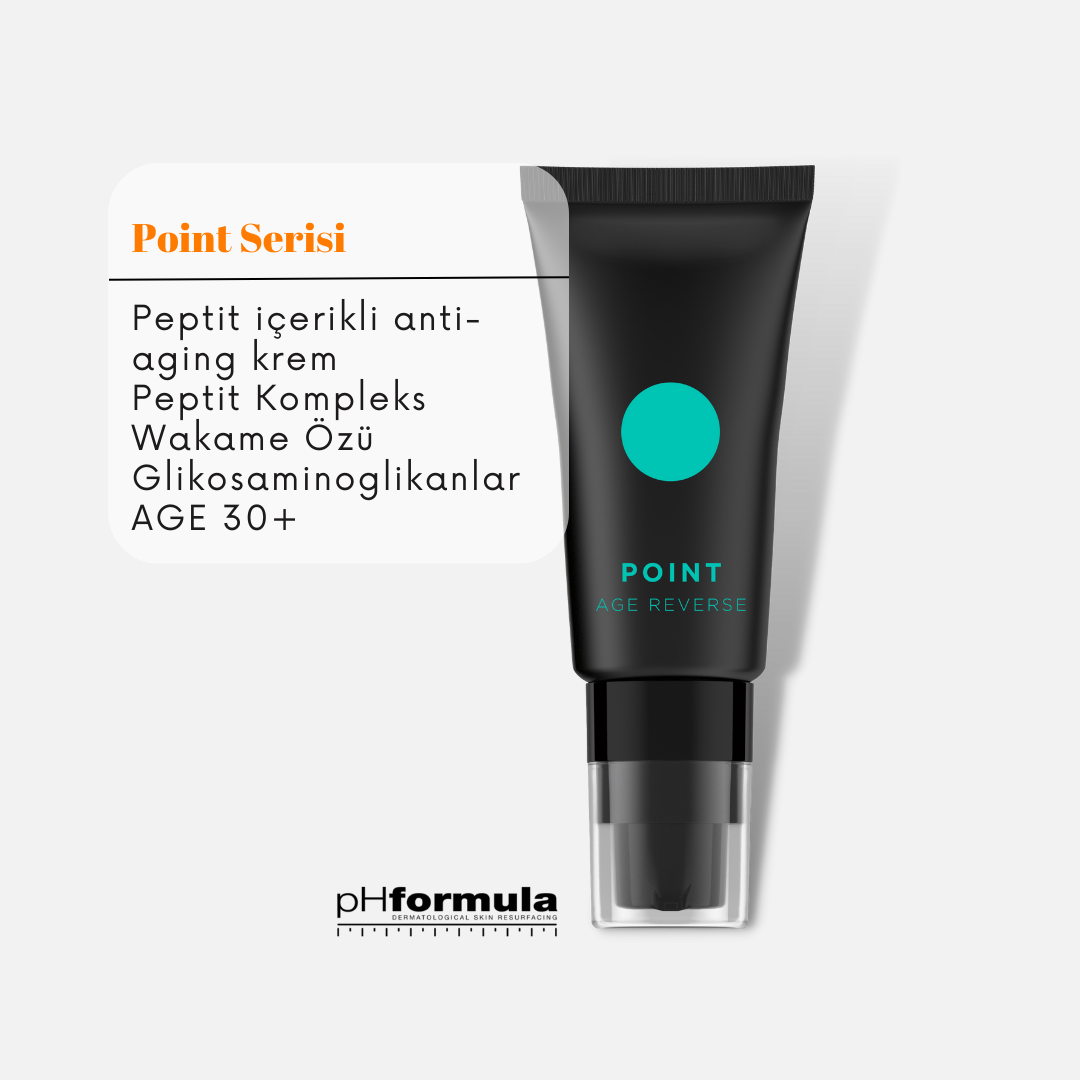 Point Serisi
Peptit içerikli anti-
aging krem
Peptit Kompleks
Wakame Özü
Glikosaminoglikanlar
AGE 30+
POINT
AGE REVERSE
pHformula
DERMATOLOGICAL SKIN RESURFACING